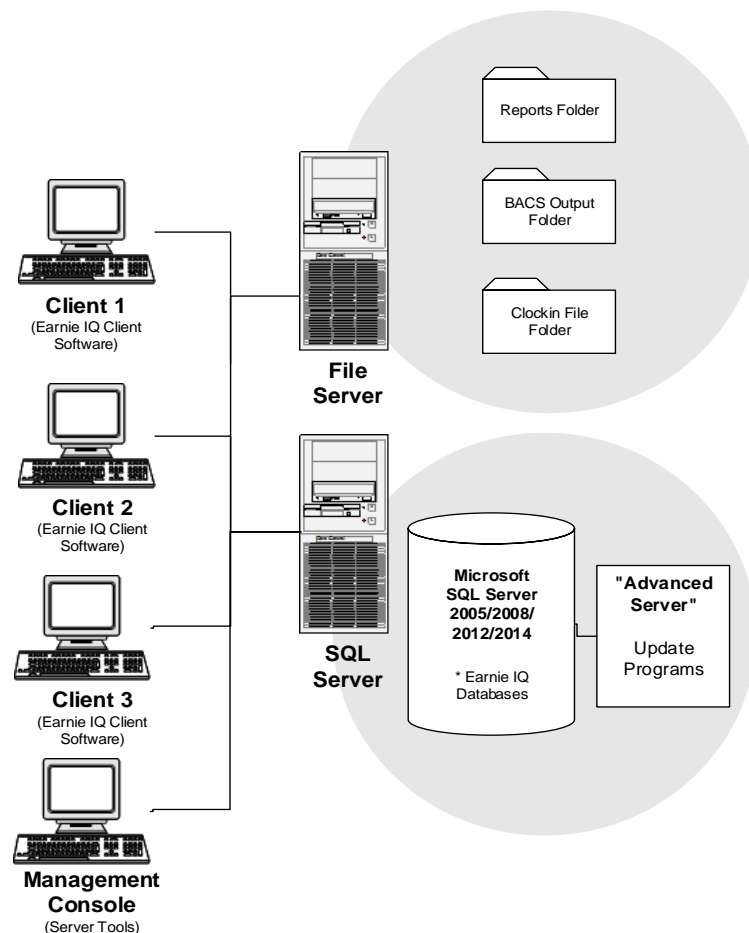 Reports Folder
BACS Output
Folder
Clockin File
Folder
File
Server
Client 1
(Earnie IQ Client
Software)
Client 2
(Earnie IQ Client
Software)
Client 3
(Earnie IQ Client
Software)
Management
Console
(Server Tools)
SQL
Server
Microsoft
SQL Server
2005/2008/
2012/2014
* Earnie IQ
Databases
"Advanced
Server"
Update
Programs